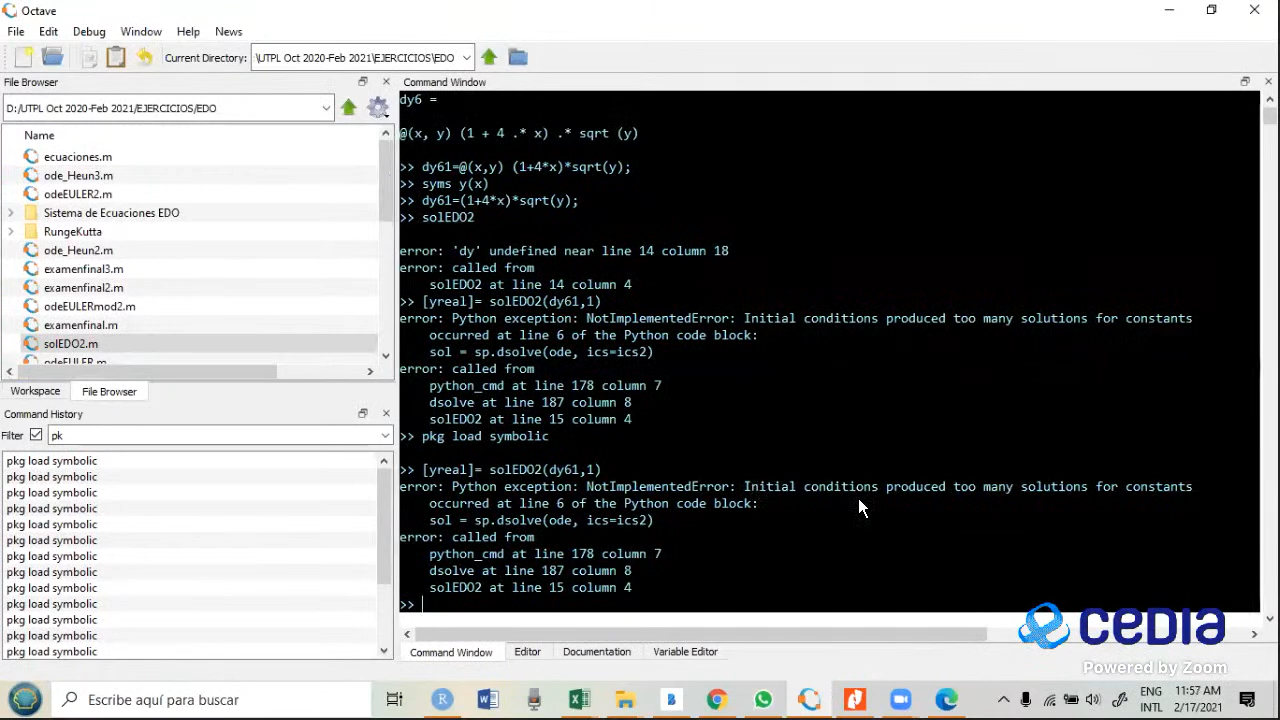 Octave
File Edit Debug Window Help News
Current Directory: \UTPL Oct 2020-Feb 2021\EJERCICIOS\EDO
File Browser
D:/UTPL Oct 2020-Feb 2021/EJERCICIOS/EDO
Name
ecuaciones.m
ode_Heun3.m
odeEULER2.m
Sistema de Ecuaciones EDO
RungeKutta
ode_Heun2.m
examenfinal3.m
examenfinal2.m
odeEULERmod2.m
examenfinal.m
solEDO2.m
odeEULER.m
Workspace File Browser
Command History
Filter pk
pkg load symbolic
pkg load symbolic
pkg load symbolic
pkg load symbolic
pkg load symbolic
pkg load symbolic
pkg load symbolic
pkg load symbolic
pkg load symbolic
pkg load symbolic
pkg load symbolic
pkg load symbolic
pkg load symbolic
Command Window
dy6 =
@(x, y) (1 + 4 .* x) .* sqrt (y)
>> dy61=@(x,y) (1+4*x)*sqrt(y);
>> syms y(x)
>> dy61=(1+4*x)*sqrt(y);
>> solEDO2
error: 'dy' undefined near line 14 column 18
error: called from
solEDO2 at line 14 column 4
>> [yreal]= solEDO2(dy61,1)
error: Python exception: NotImplementedError: Initial conditions produced too many solutions for constants
occurred at line 6 of the Python code block:
sol = sp.dsolve(ode, ics=ics2)
error: called from
python_cmd at line 178 column 7
dsolve at line 187 column 8
solEDO2 at line 15 column 4
>> pkg load symbolic
>> [yreal]= solEDO2(dy61,1)
error: Python exception: NotImplementedError: Initial conditions produced too many solutions for constants
occurred at line 6 of the Python code block:
sol = sp.dsolve(ode, ics=ics2)
error: called from
python_cmd at line 178 column 7
dsolve at line 187 column 8
solEDO2 at line 15 column 4
>>
Command Window Editor Documentation Variable Editor
cedia
Powered by Zoom
Escribe aquí para buscar
ENG
INTL
11:57 AM
2/17/2021